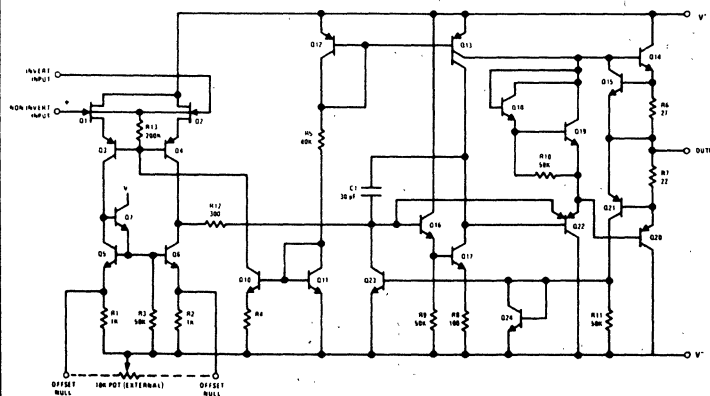 V+
Q12
Q13
Q14
INVERT
INPUT
Q15
Q18
R6
27
NON INVERT
INPUT
+
Q1
Q2
R13
200K
Q19
R5
OUTPUT
Q3
Q4
R10
50K
R7
22
C1
30 pF
V
R12
300
Q7
Q21
Q16
Q22
Q20
Q5
Q6
Q17
Q10
Q11
Q23
Q24
R1
1K
R3
50K
R2
1K
R4
R9
50K
R8
100
R11
50K
V-
10K POT (EXTERNAL)
OFFSET
NULL
OFFSET
NULL